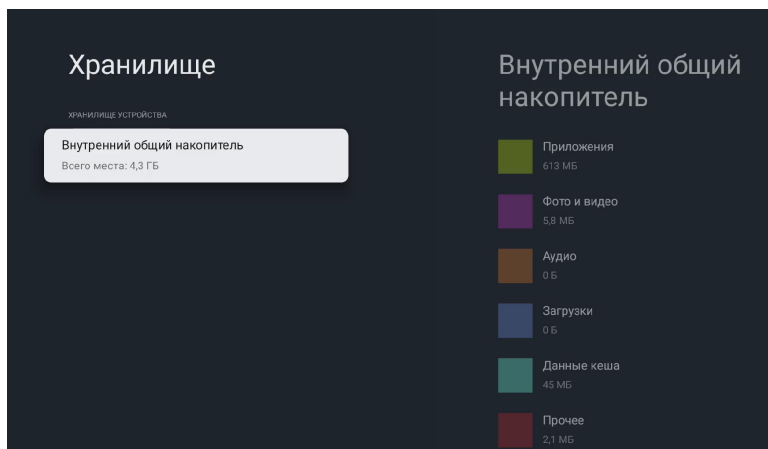 Хранилище
ХРАНИЛИЩЕ УСТРОЙСТВА
Внутренний общий накопитель
Всего места: 4,3 ГБ
Внутренний общий
накопитель
Приложения
613 МБ
Фото и видео
5,8 МБ
Аудио
0 Б
Загрузки
0 Б
Данные кеша
45 МБ
Прочее
2,1 МБ